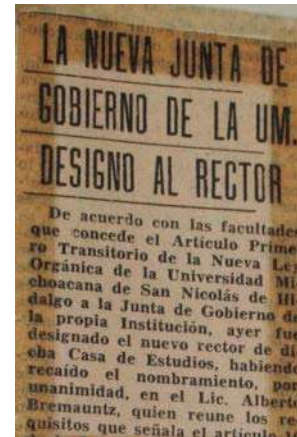 LA NUEVA JUNTA DE
GOBIERNO DE LA UM.
DESIGNO AL RECTOR
De acuerdo con las facultades
que concede el Artículo Prime-
ro Transitorio de la Nueva Ley
Orgánica de la Universidad Mi-
choacana de San Nicolás de Hi-
dalgo a la Junta de Gobierno de
la propia Institución, ayer fue
designado el nuevo rector de di-
cha Casa de Estudios, habiendo
recaído el nombramiento, por
unanimidad, en el Lic. Alberto
Bremauntz, quien reune los re-
quisitos que señala el artículo